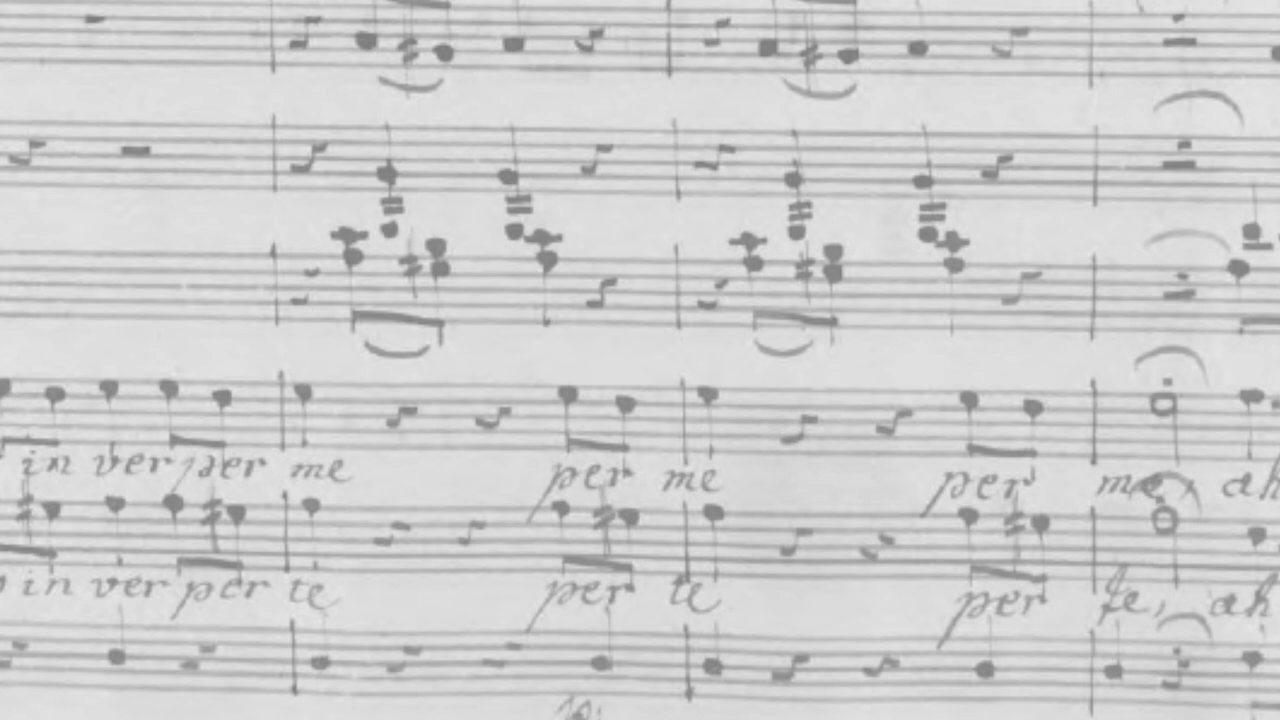 in ver per me per me per me, ah
in ver per te per te per te, ah
p: